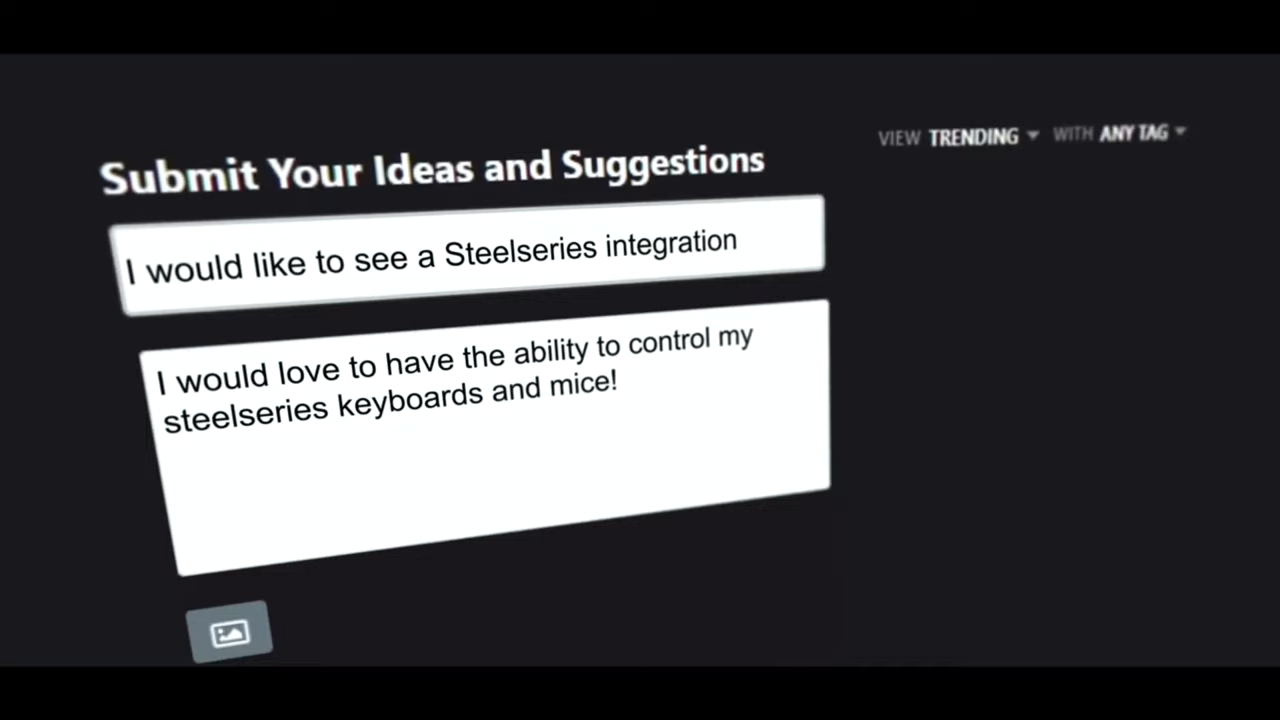 VIEW TRENDING WITH ANY TAG
Submit Your Ideas and Suggestions
I would like to see a Steelseries integration
I would love to have the ability to control my
steelseries keyboards and mice!